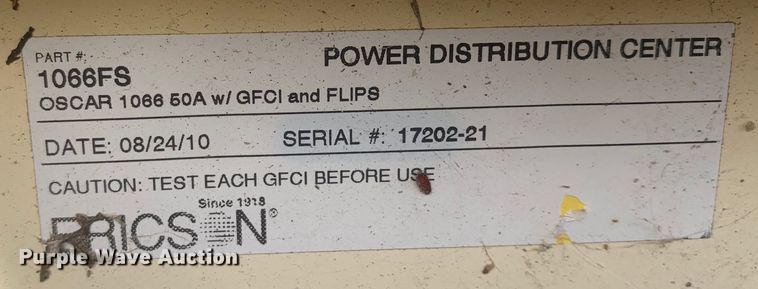 PART #:
POWER DISTRIBUTION CENTER
1066FS
OSCAR 1066 50A w/ GFCI and FLIPS
DATE: 08/24/10 SERIAL #: 17202-21
CAUTION: TEST EACH GFCI BEFORE USE
Since 1918
ERICSON®
Purple Wave Auction